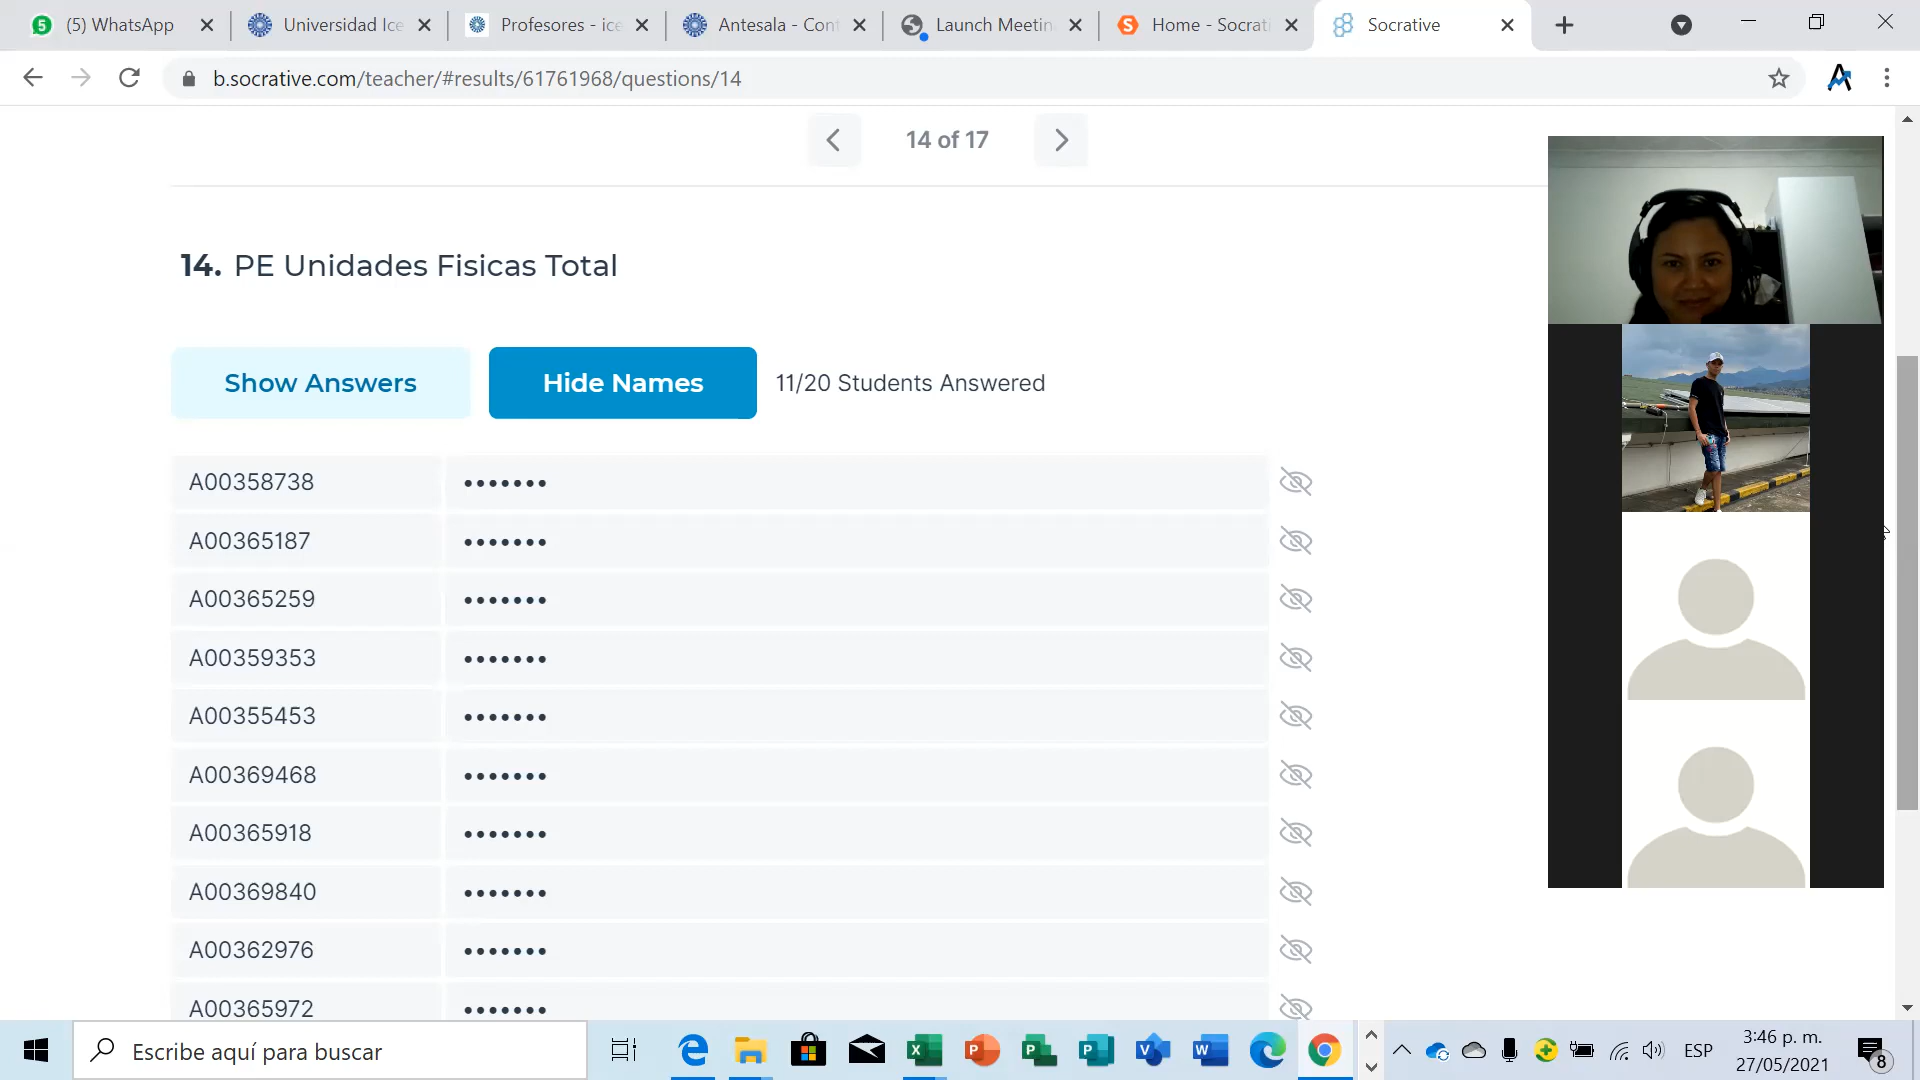 (5) WhatsApp
Universidad Ice
Profesores - ice
Antesala - Cont
Launch Meetin
Home - Socrati
Socrative
b.socrative.com/teacher/#results/61761968/questions/14
14 of 17
14. PE Unidades Fisicas Total
Show Answers
Hide Names
11/20 Students Answered
A00358738
A00365187
A00365259
A00359353
A00355453
A00369468
A00365918
A00369840
A00362976
A00365972
Escribe aquí para buscar
ESP
3:46 p. m.
27/05/2021
8